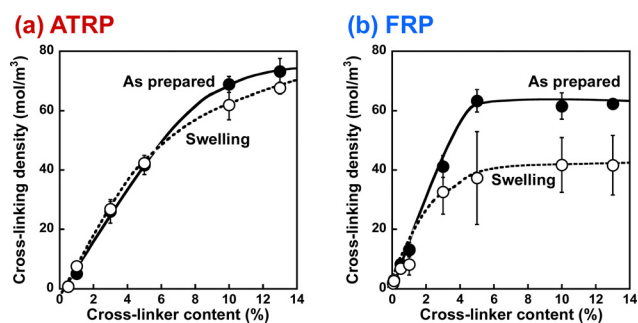 (a) ATRP
Cross-linking density (mol/m³)
80
60
40
20
0
As prepared
Swelling
0 2 4 6 8 10 12 14
Cross-linker content (%)
(b) FRP
Cross-linking density (mol/m³)
80
60
40
20
0
As prepared
Swelling
0 2 4 6 8 10 12 14
Cross-linker content (%)